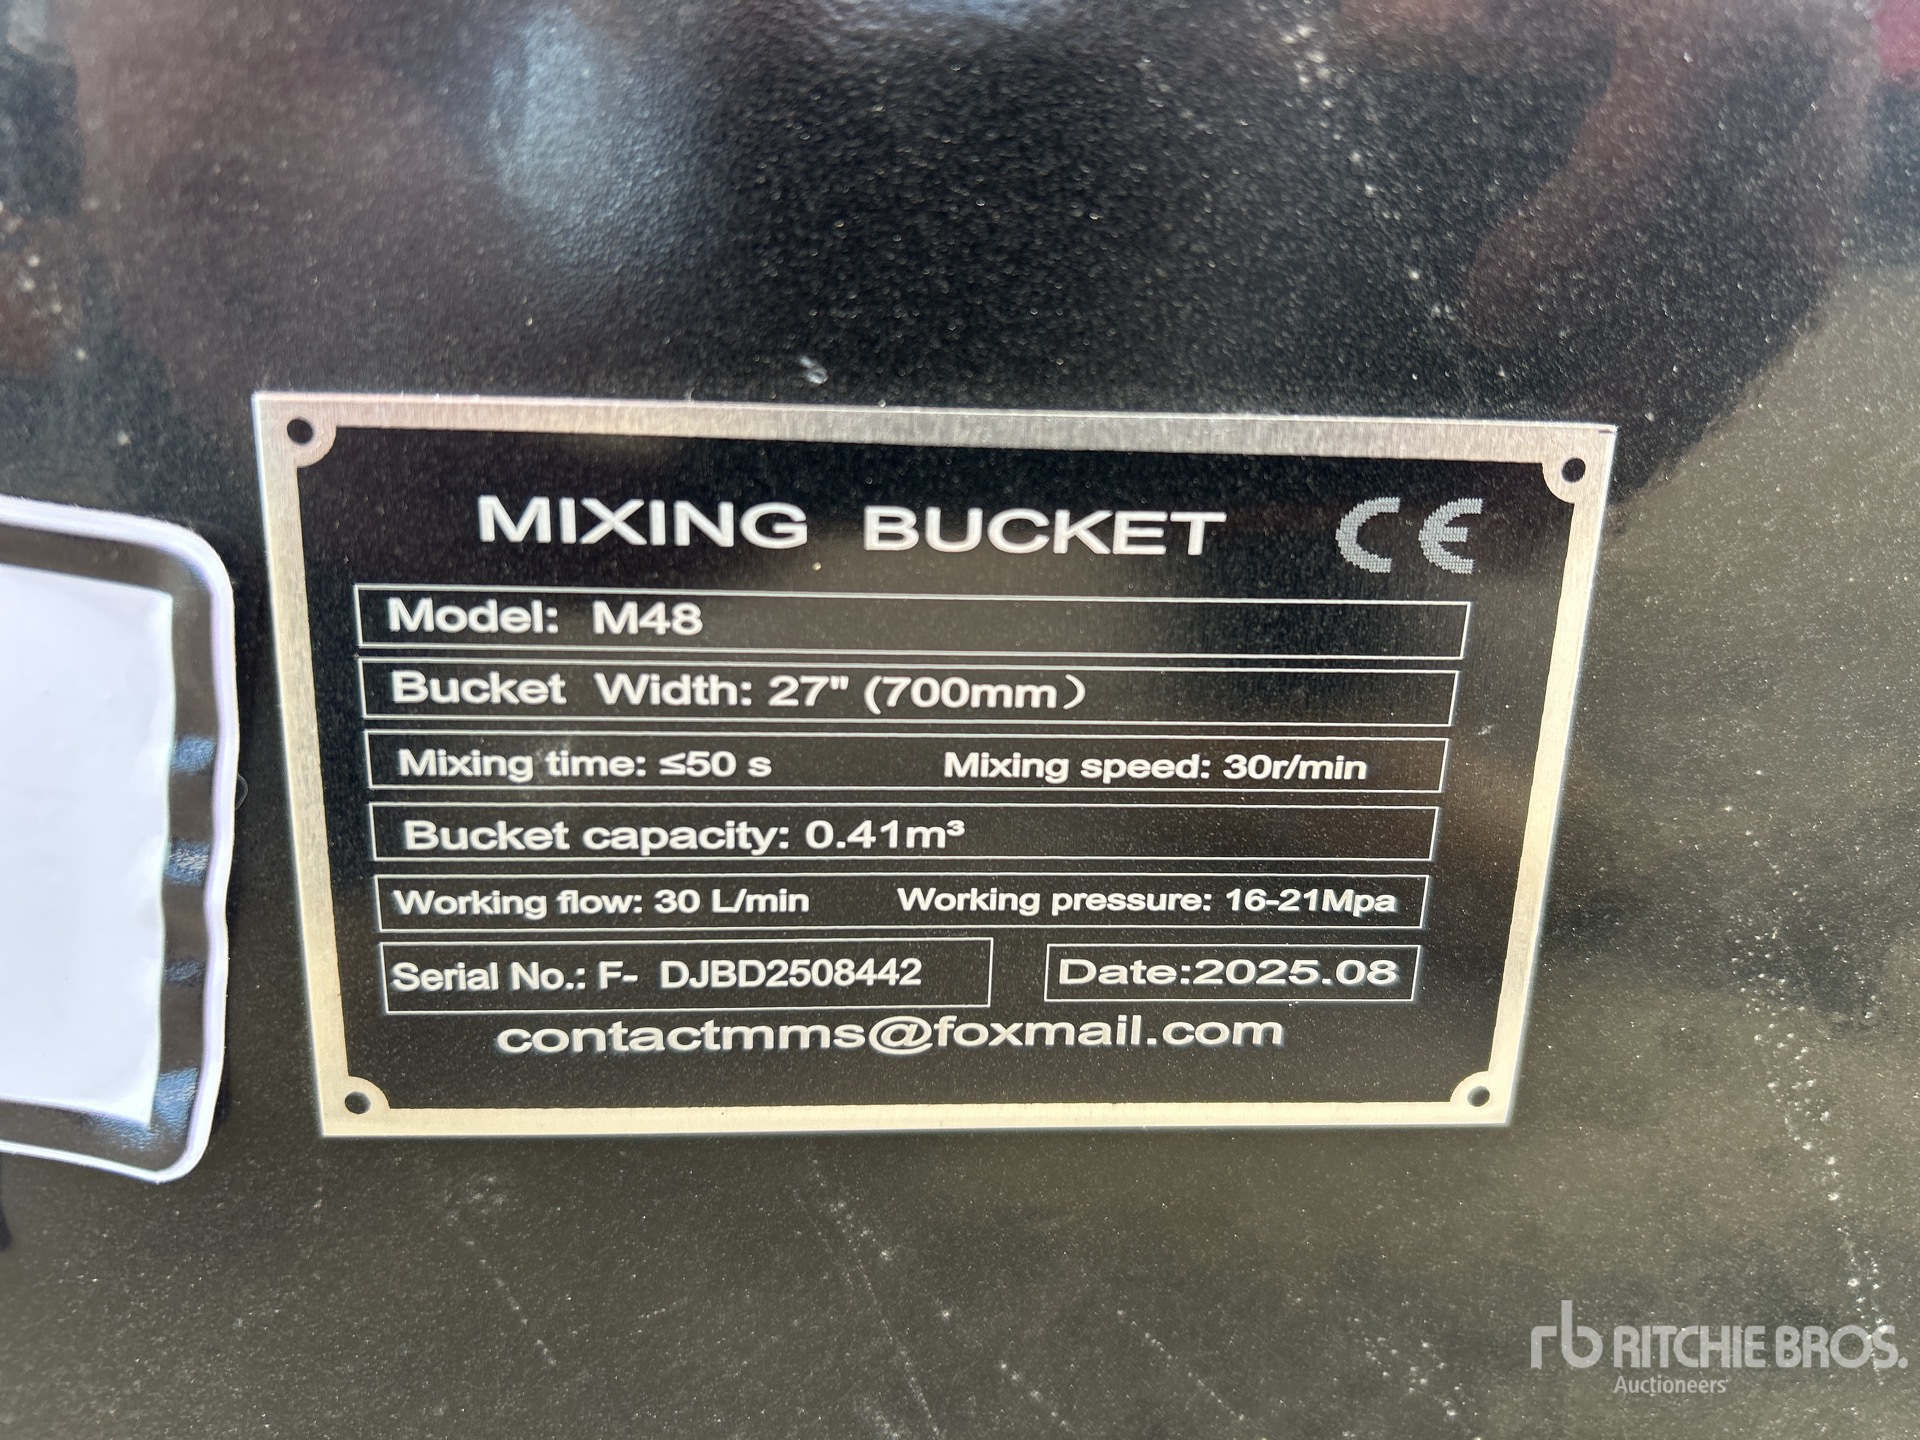 MIXING BUCKET CE
Model: M48
Bucket Width: 27" (700mm）
Mixing time: ≤50 s Mixing speed: 30r/min
Bucket capacity: 0.41m³
Working flow: 30 L/min Working pressure: 16-21Mpa
Serial No.: F- DJBD2508442 Date:2025.08
contactmms@foxmail.com
rb RITCHIE BROS.
Auctioneers